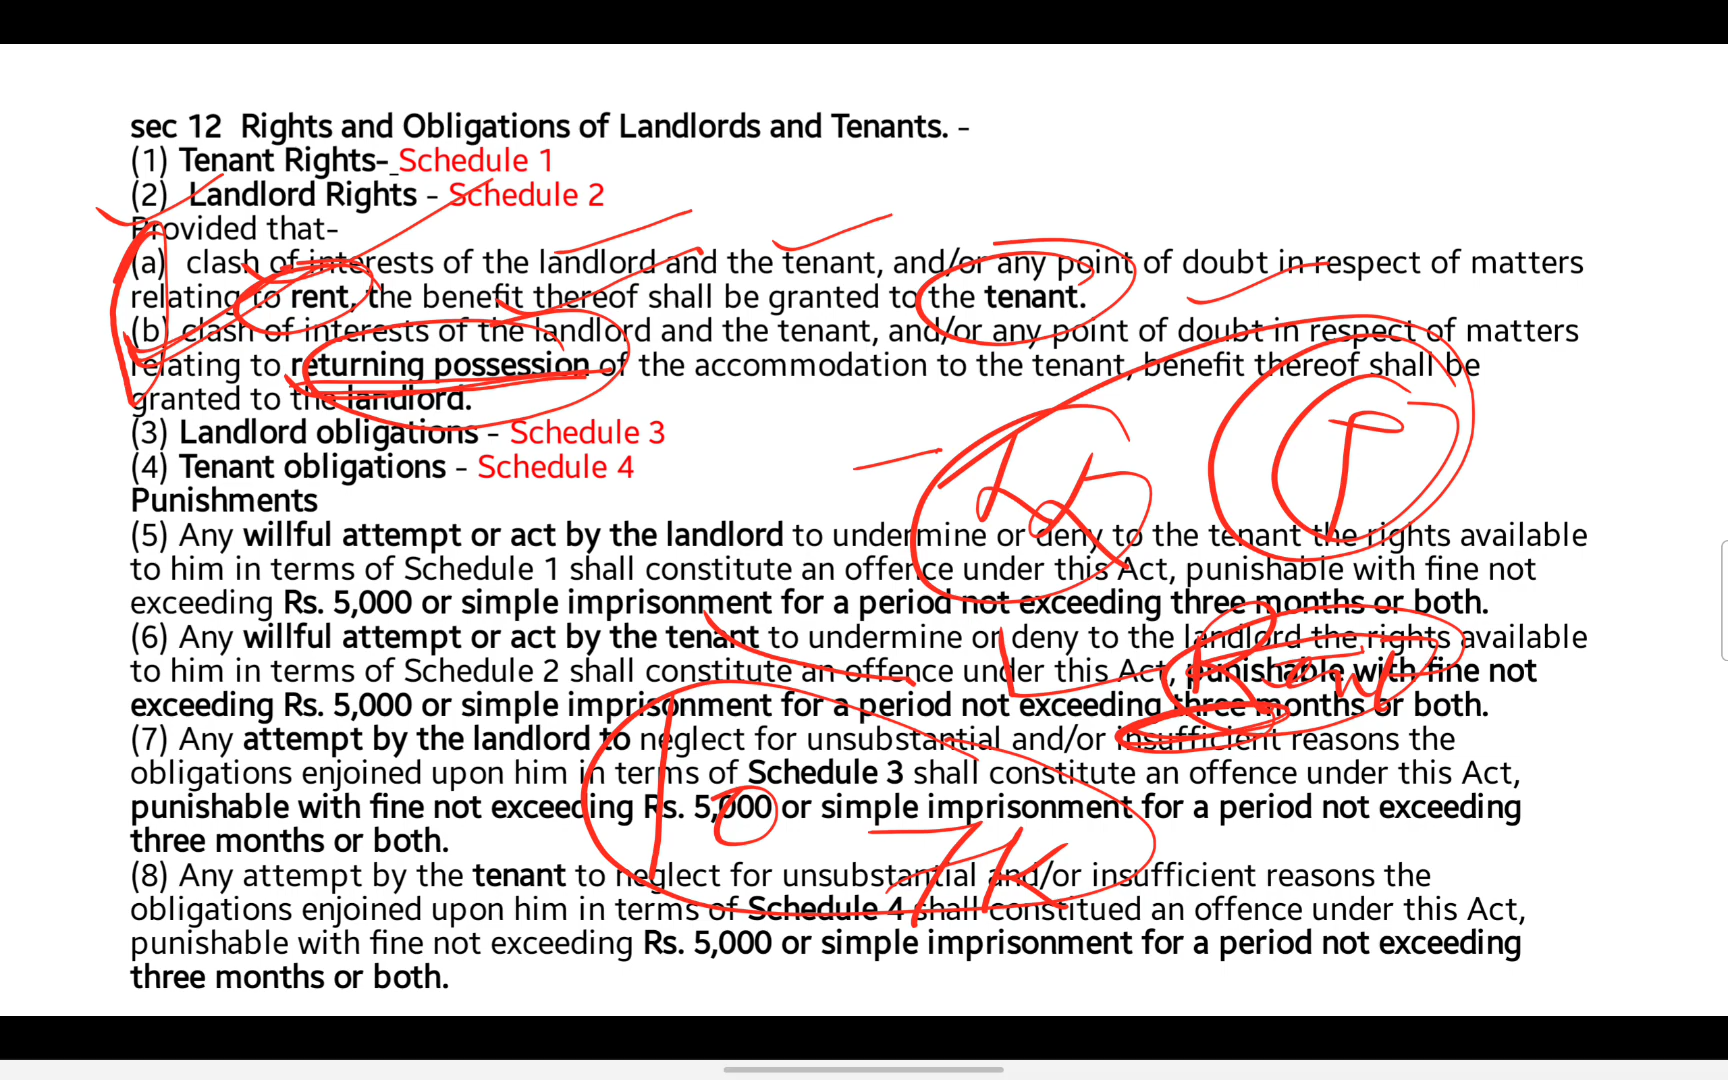 sec 12 Rights and Obligations of Landlords and Tenants. -
(1) Tenant Rights- Schedule 1
(2) Landlord Rights - Schedule 2
Provided that-
(a) clash of interests of the landlord and the tenant, and/or any point of doubt in respect of matters
relating to rent, the benefit thereof shall be granted to the tenant.
(b) clash of interests of the landlord and the tenant, and/or any point of doubt in respect of matters
relating to returning possession of the accommodation to the tenant, benefit thereof shall be
granted to the landlord.
(3) Landlord obligations - Schedule 3
(4) Tenant obligations - Schedule 4
Punishments
(5) Any willful attempt or act by the landlord to undermine or deny to the tenant the rights available
to him in terms of Schedule 1 shall constitute an offence under this Act, punishable with fine not
exceeding Rs. 5,000 or simple imprisonment for a period not exceeding three months or both.
(6) Any willful attempt or act by the tenant to undermine or deny to the landlord the rights available
to him in terms of Schedule 2 shall constitute an offence under this Act, punishable with fine not
exceeding Rs. 5,000 or simple imprisonment for a period not exceeding three months or both.
(7) Any attempt by the landlord to neglect for unsubstantial and/or insufficient reasons the
obligations enjoined upon him in terms of Schedule 3 shall constitute an offence under this Act,
punishable with fine not exceeding Rs. 5,000 or simple imprisonment for a period not exceeding
three months or both.
(8) Any attempt by the tenant to neglect for unsubstantial and/or insufficient reasons the
obligations enjoined upon him in terms of Schedule 4 shall constitued an offence under this Act,
punishable with fine not exceeding Rs. 5,000 or simple imprisonment for a period not exceeding
three months or both.
T
10
7K